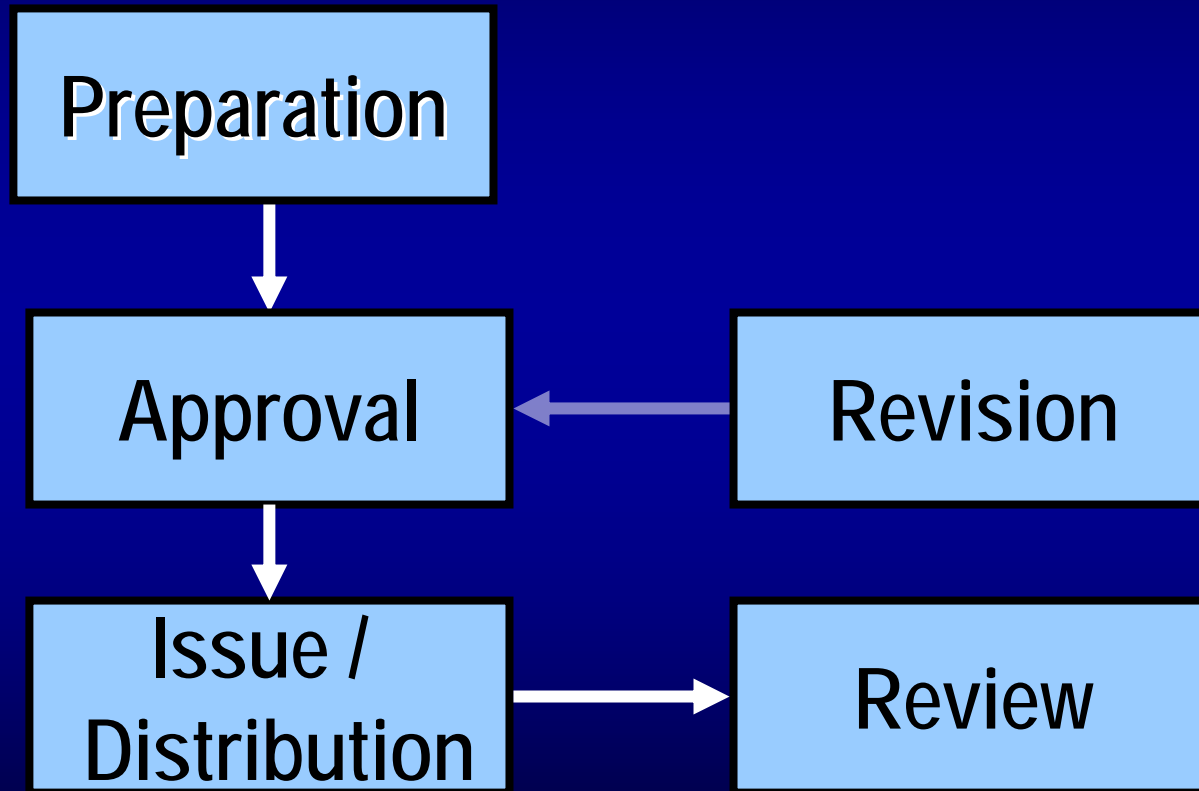 Preparation
Approval
Revision
Issue /
Distribution
Review